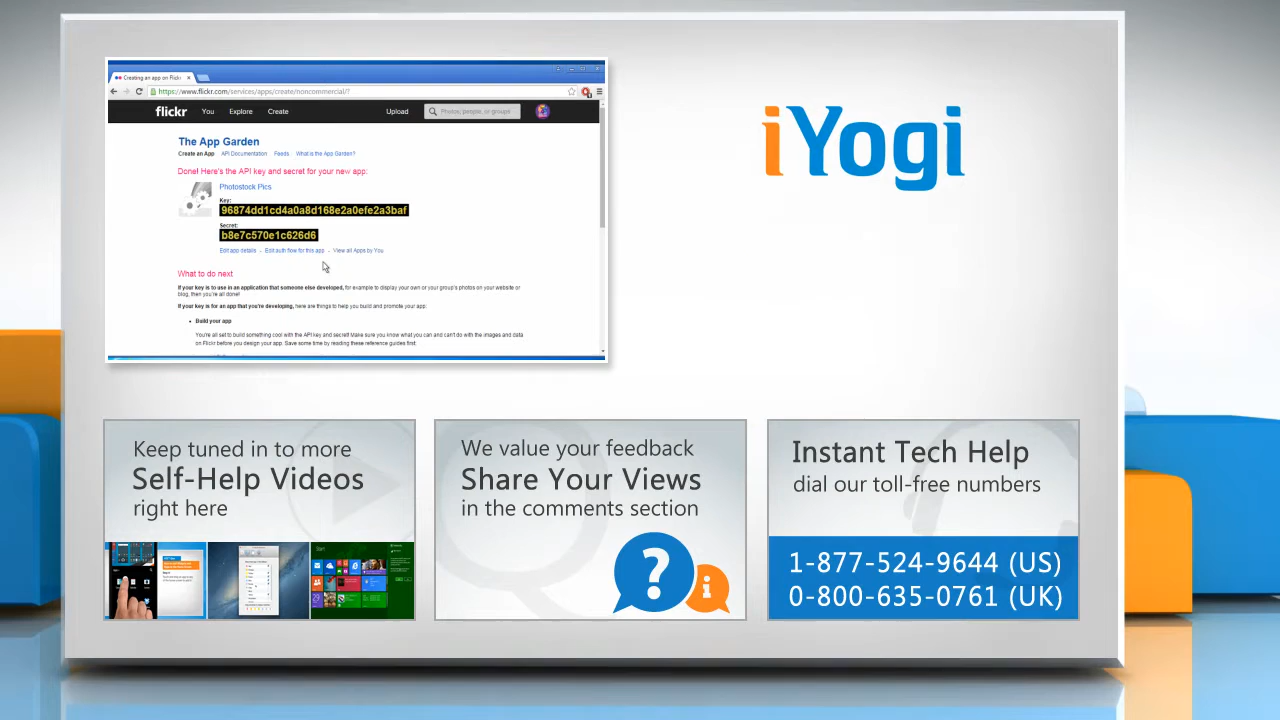 Creating an app on Flickr
https://www.flickr.com/services/apps/create/noncommercial/?
flickr You Explore Create Upload Photos, people, or groups
The App Garden
Create an App API Documentation Feeds What is the App Garden?
Done! Here's the API key and secret for your new app:
Photostock Pics
Key:
96874dd1cd4a0a8d168e2a0efe2a3baf
Secret:
b8e7c570e1c626d6
Edit app details - Edit auth flow for this app - View all Apps by You
What to do next
If your key is to use in an application that someone else developed, for example to display your own or your group's photos on your website or
blog, then you're all done!
If your key is for an app that you're developing, here are things to help you build and promote your app:
• Build your app
You're all set to build something cool with the API key and secret! Make sure you know what you can and can't do with the images and data
on Flickr before you design your app. Save some time by reading these reference guides first:
iYogi
Keep tuned in to more
Self-Help Videos
right here
Start
We value your feedback
Share Your Views
in the comments section
?
i
Instant Tech Help
dial our toll-free numbers
1-877-524-9644 (US)
0-800-635-0761 (UK)